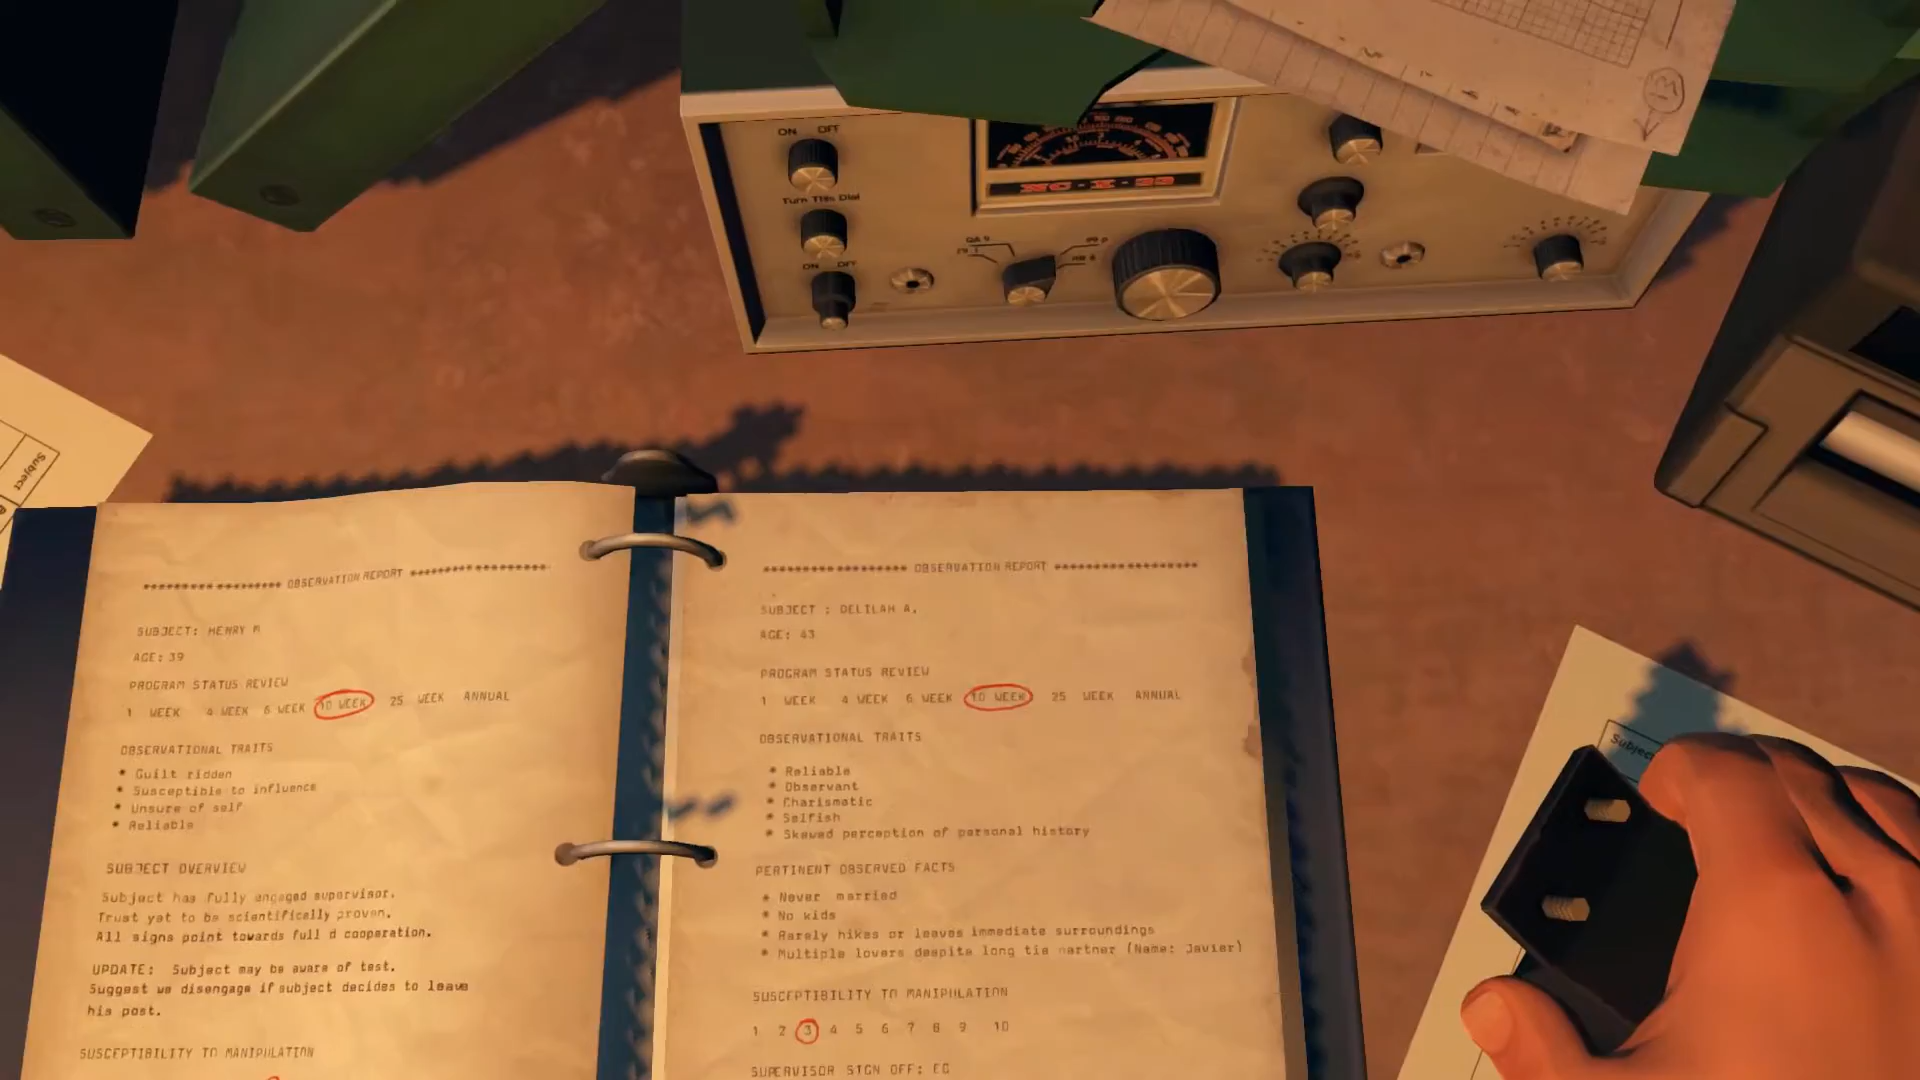 ON OFF
Turn This Dial
ON OFF
Subject
Subject
OBSERVATION REPORT
SUBJECT: HENRY M
AGE: 39
PROGRAM STATUS REVIEW
1 WEEK 4 WEEK 6 WEEK 10 WEEK 25 WEEK ANNUAL
OBSERVATIONAL TRAITS
* Guilt ridden
* Susceptible to influence
* Unsure of self
* Reliable
SUBJECT OVERVIEW
Subject has fully engaged supervisor.
Trust yet to be scientifically proven.
All signs point towards full d cooperation.
UPDATE: Subject may be aware of test.
Suggest we disengage if subject decides to leave
his post.
SUSCEPTIBILITY TO MANIPULATION
OBSERVATION REPORT
SUBJECT : DELILAH A.
AGE: 43
PROGRAM STATUS REVIEW
1 WEEK 4 WEEK 6 WEEK 10 WEEK 25 WEEK ANNUAL
OBSERVATIONAL TRAITS
* Reliable
* Observant
* Charismatic
* Selfish
* Skewed perception of personal history
PERTINENT OBSERVED FACTS
* Never married
* No kids
* Rarely hikes or leaves immediate surroundings
* Multiple lovers despite long tie partner (Name: Javier)
SUSCEPTIBILITY TO MANIPULATION
1 2 3 4 5 6 7 8 9 10
SUPERVISOR SIGN OFF: EG